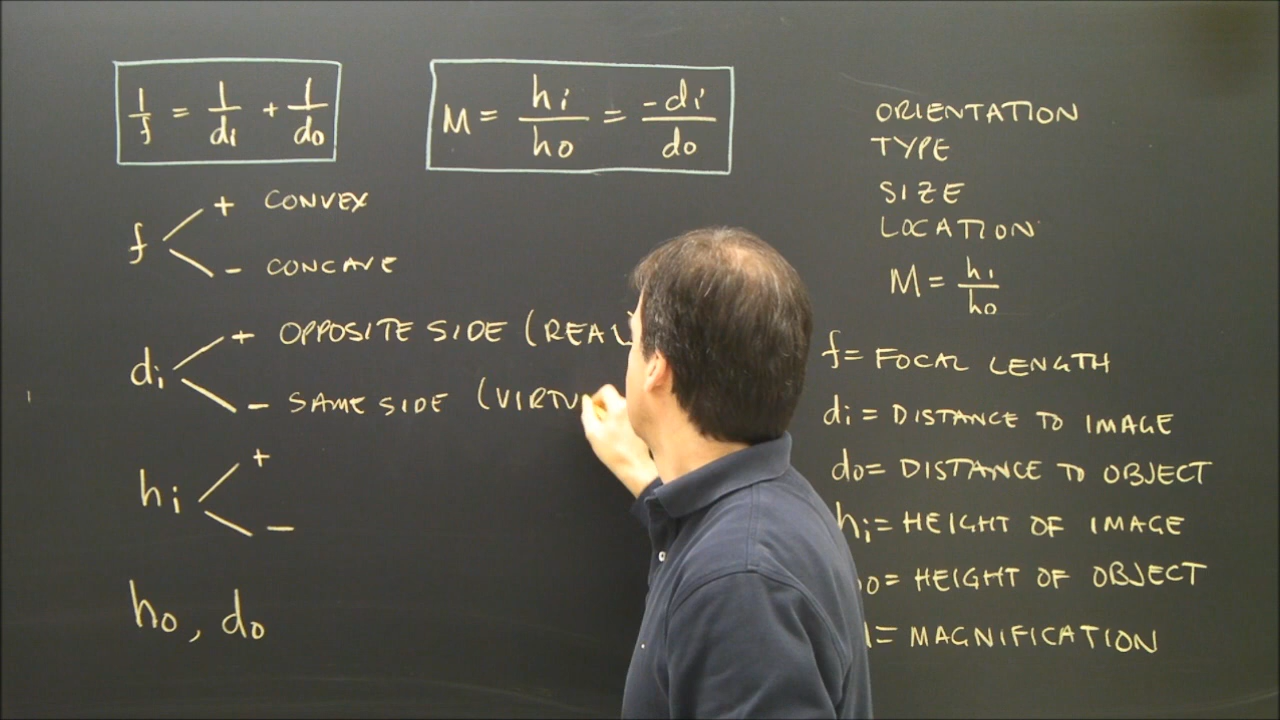 1/f = 1/di + 1/do
M = hi/ho = -di/do
f
+ CONVEX
- CONCAVE
di
+ OPPOSITE SIDE (REAL)
- SAME SIDE (VIRTU
hi
+
-
ho, do
ORIENTATION
TYPE
SIZE
LOCATION
M = hi/ho
f = FOCAL LENGTH
di = DISTANCE TO IMAGE
do = DISTANCE TO OBJECT
hi = HEIGHT OF IMAGE
o = HEIGHT OF OBJECT
= MAGNIFICATION